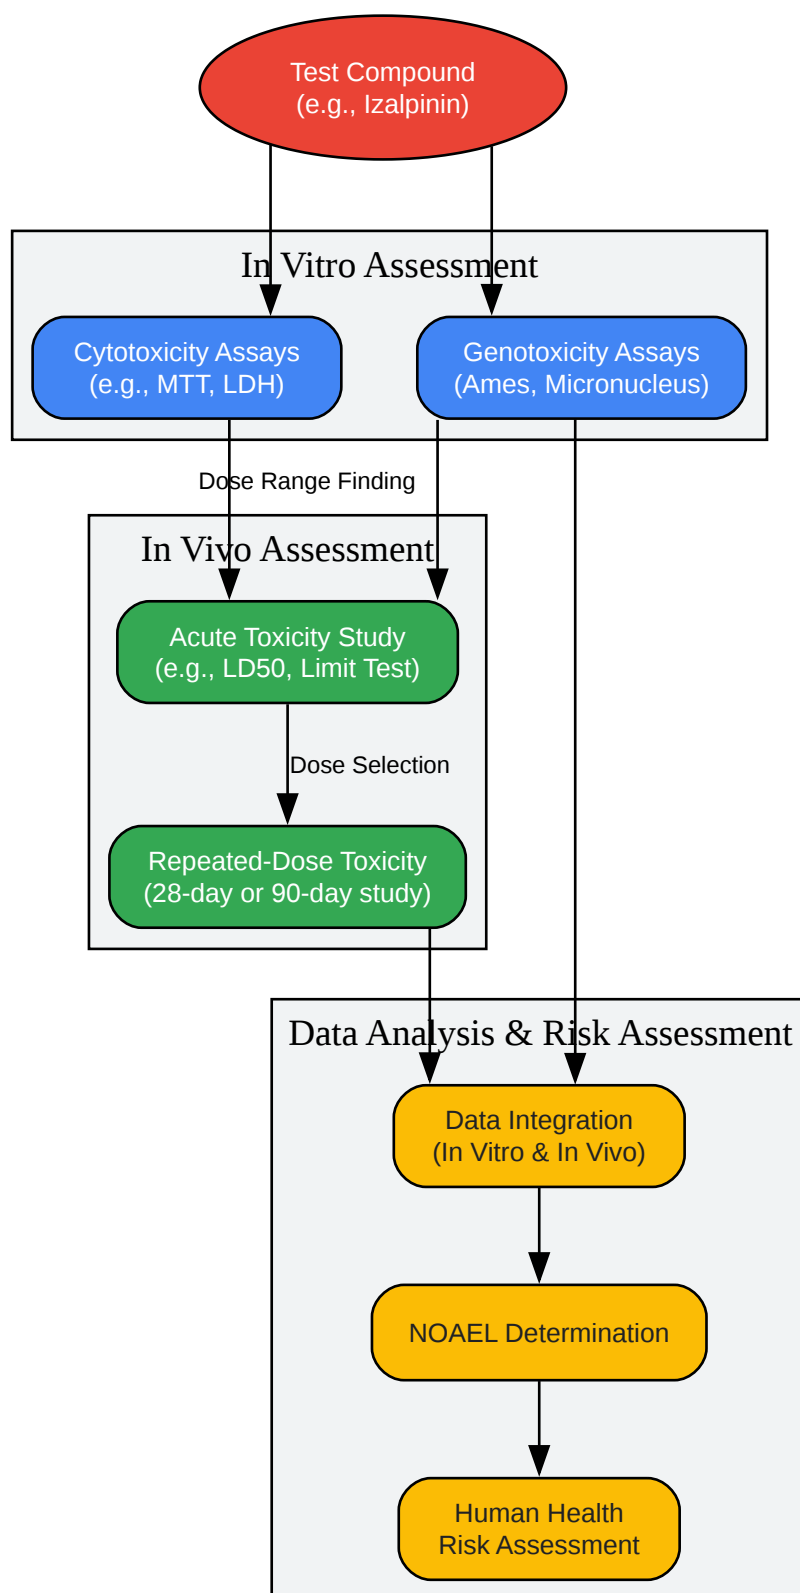 Test Compound
(e.g., Izalpinin)
In Vitro Assessment
Cytotoxicity Assays
(e.g., MTT, LDH)
Genotoxicity Assays
(Ames, Micronucleus)
Dose Range Finding
In Vivo Assessment
Acute Toxicity Study
(e.g., LD50, Limit Test)
Dose Selection
Repeated-Dose Toxicity
(28-day or 90-day study)
Data Analysis & Risk Assessment
Data Integration
(In Vitro & In Vivo)
NOAEL Determination
Human Health
Risk Assessment